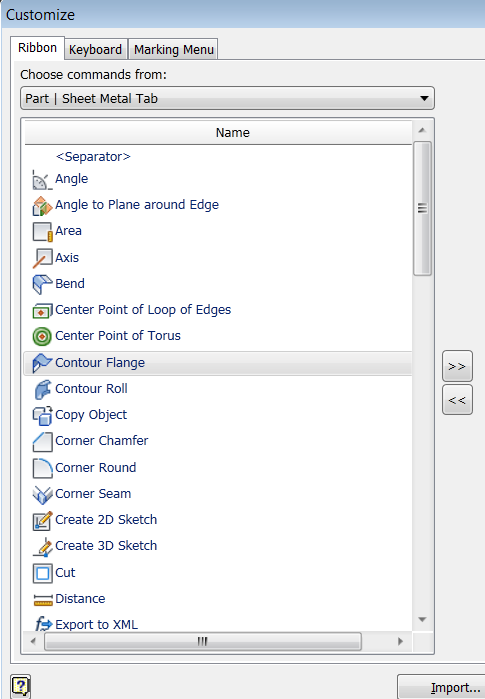 Customize
Ribbon Keyboard Marking Menu
Choose commands from:
Part | Sheet Metal Tab
Name
<Separator>
Angle
Angle to Plane around Edge
Area
Axis
Bend
Center Point of Loop of Edges
Center Point of Torus
Contour Flange
>>
Contour Roll
<<
Copy Object
Corner Chamfer
Corner Round
Corner Seam
Create 2D Sketch
Create 3D Sketch
Cut
Distance
Export to XML
Import...